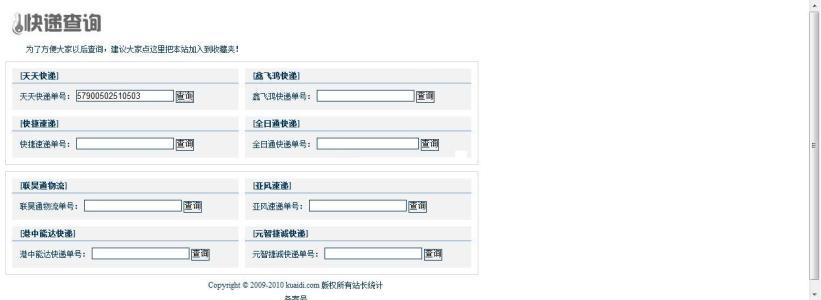 快递查询
为了方便大家以后查询，建议大家点这里把本站加入到收藏夹！
[天天快递]
天天快递单号： 57900502510503 查询
[鑫飞鸿快递]
鑫飞鸿快递单号： 查询
[快捷速递]
快捷速递单号： 查询
[全日通快递]
全日通快递单号： 查询
[联昊通物流]
联昊通物流单号： 查询
[亚风速递]
亚风速递单号： 查询
[港中能达快递]
港中能达快递单号： 查询
[元智捷诚快递]
元智捷诚快递单号： 查询
Copyright © 2009-2010 kuaidi.com 版权所有站长统计
备案号